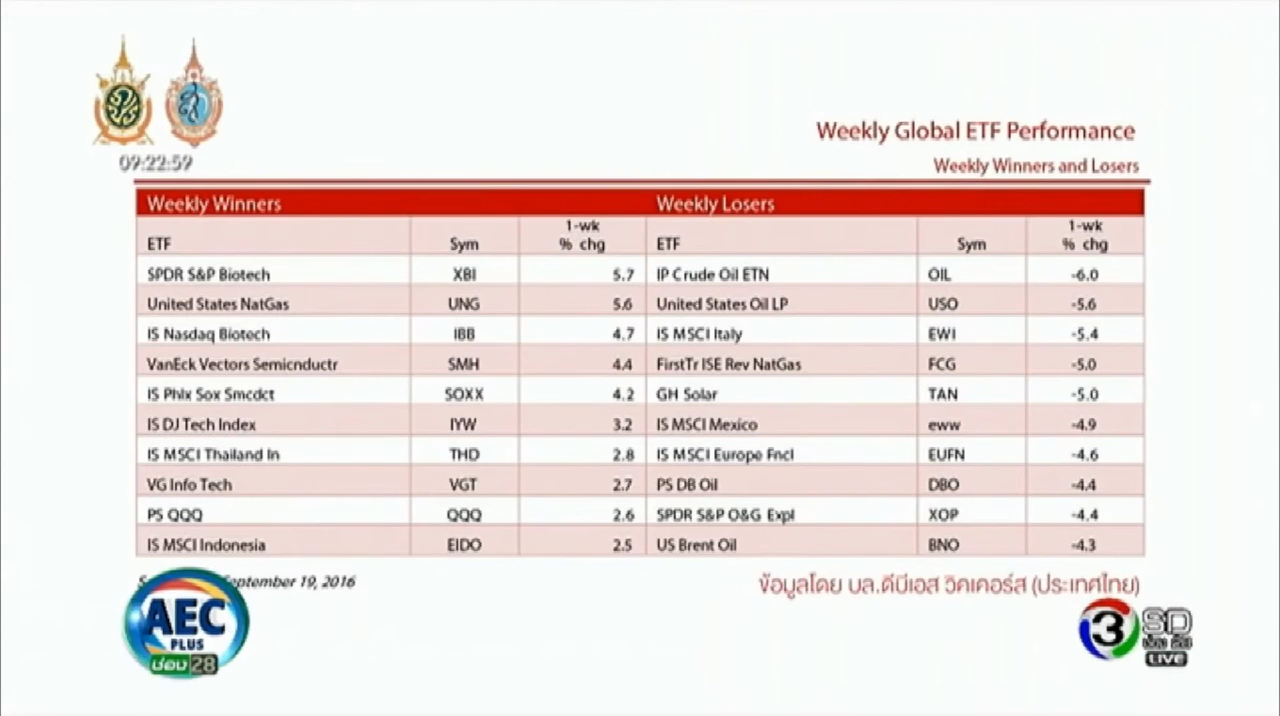 09:22:59
Weekly Global ETF Performance
Weekly Winners and Losers
Weekly Winners Weekly Losers
ETF Sym 1-wk % chg ETF Sym 1-wk % chg
SPDR S&P Biotech XBI 5.7 IP Crude Oil ETN OIL -6.0
United States NatGas UNG 5.6 United States Oil LP USO -5.6
IS Nasdaq Biotech IBB 4.7 IS MSCI Italy EWI -5.4
VanEck Vectors Semicnductr SMH 4.4 FirstTr ISE Rev NatGas FCG -5.0
IS Phlx Sox Smcdct SOXX 4.2 GH Solar TAN -5.0
IS DJ Tech Index IYW 3.2 IS MSCI Mexico eww -4.9
IS MSCI Thailand In THD 2.8 IS MSCI Europe Fncl EUFN -4.6
VG Info Tech VGT 2.7 PS DB Oil DBO -4.4
PS QQQ QQQ 2.6 SPDR S&P O&G Expl XOP -4.4
IS MSCI Indonesia EIDO 2.5 US Brent Oil BNO -4.3
September 19, 2016
ข้อมูลโดย บล.ดีบีเอส วิคเคอร์ส (ประเทศไทย)
AEC
PLUS
ช่อง 28
3 SD
ช่อง 28
LIVE